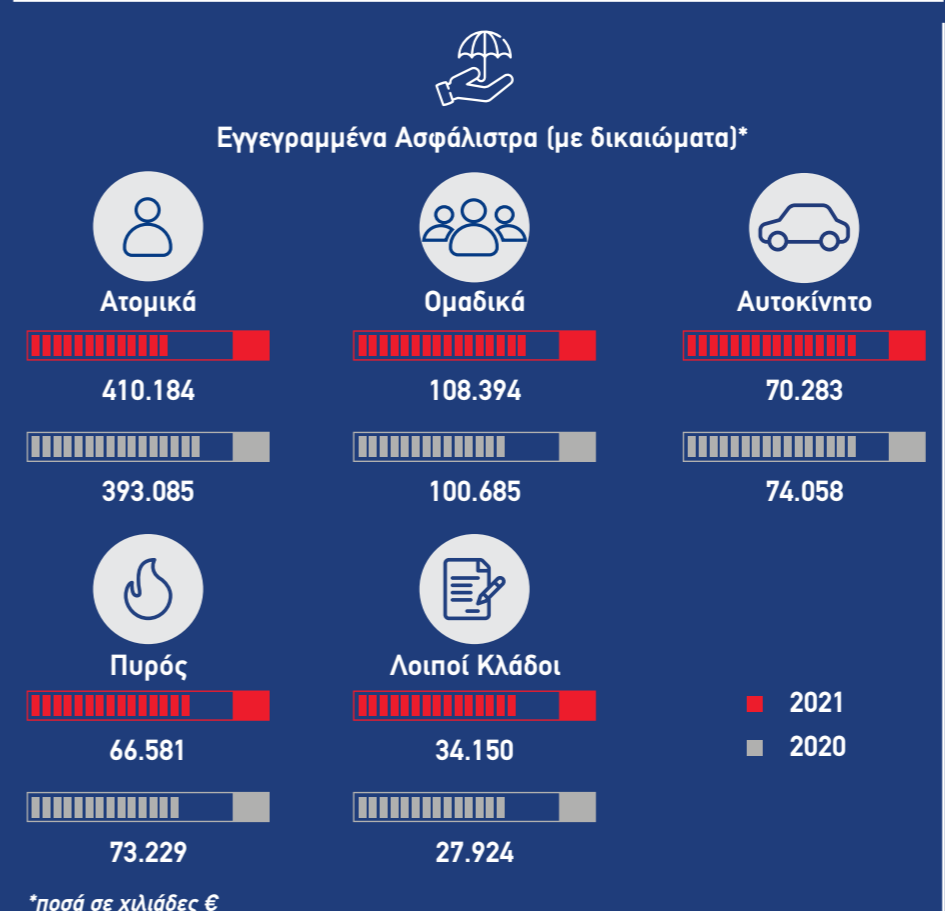 Εγγεγραμμένα Ασφάλιστρα (με δικαιώματα)*
Ατομικά
410.184
393.085
Ομαδικά
108.394
100.685
Αυτοκίνητο
70.283
74.058
Πυρός
66.581
73.229
Λοιποί Κλάδοι
34.150
27.924
2021
2020
*ποσά σε χιλιάδες €